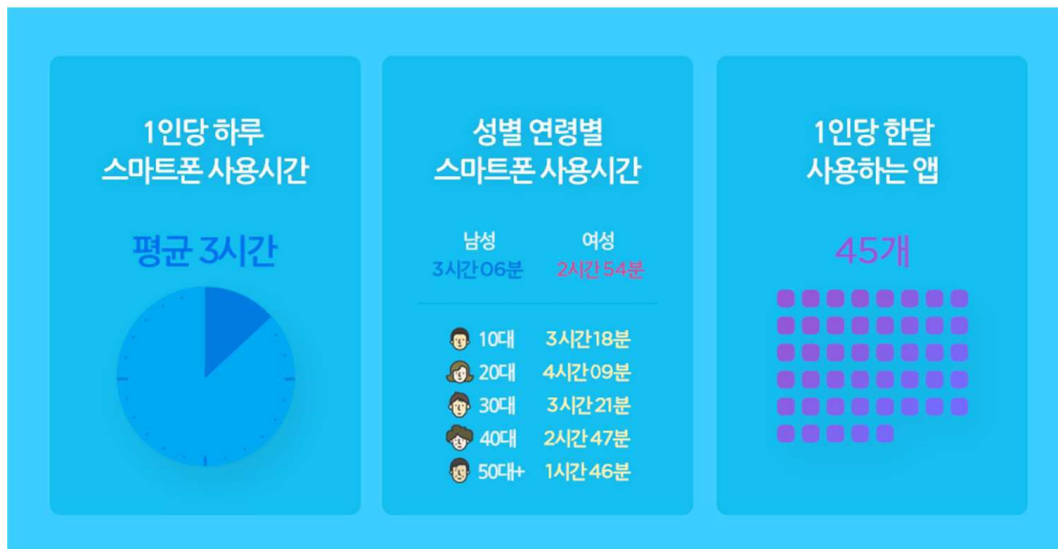 1인당 하루
스마트폰 사용시간
평균 3시간
성별 연령별
스마트폰 사용시간
남성 여성
3시간 06분 2시간 54분
10대 3시간 18분
20대 4시간 09분
30대 3시간 21분
40대 2시간 47분
50대+ 1시간 46분
1인당 한달
사용하는 앱
45개